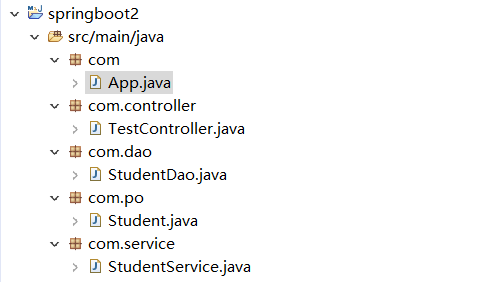 springboot2
src/main/java
com
App.java
com.controller
TestController.java
com.dao
StudentDao.java
com.po
Student.java
com.service
StudentService.java